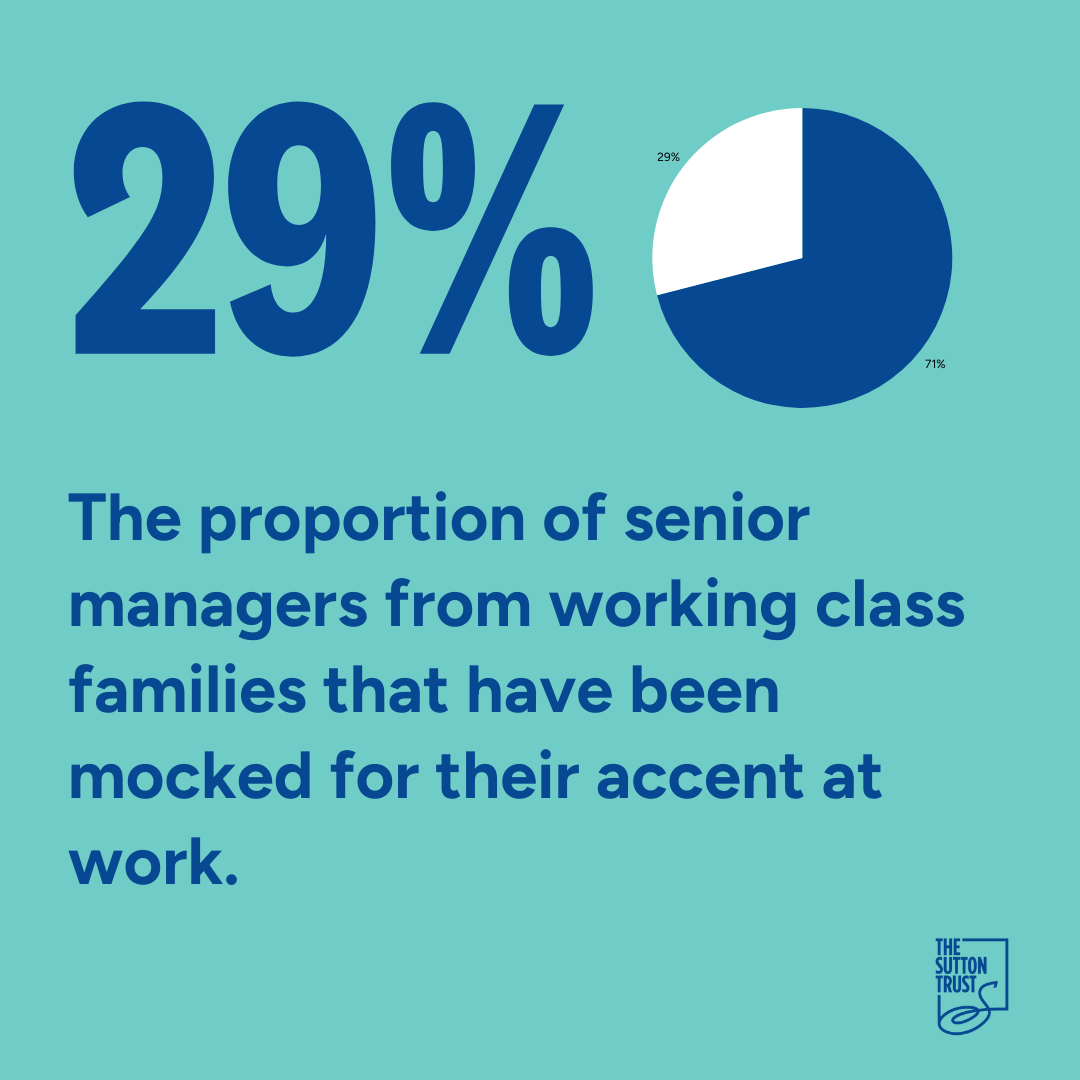 29%
29%
71%
The proportion of senior
managers from working class
families that have been
mocked for their accent at
work.
THE
SUTTON
TRUST